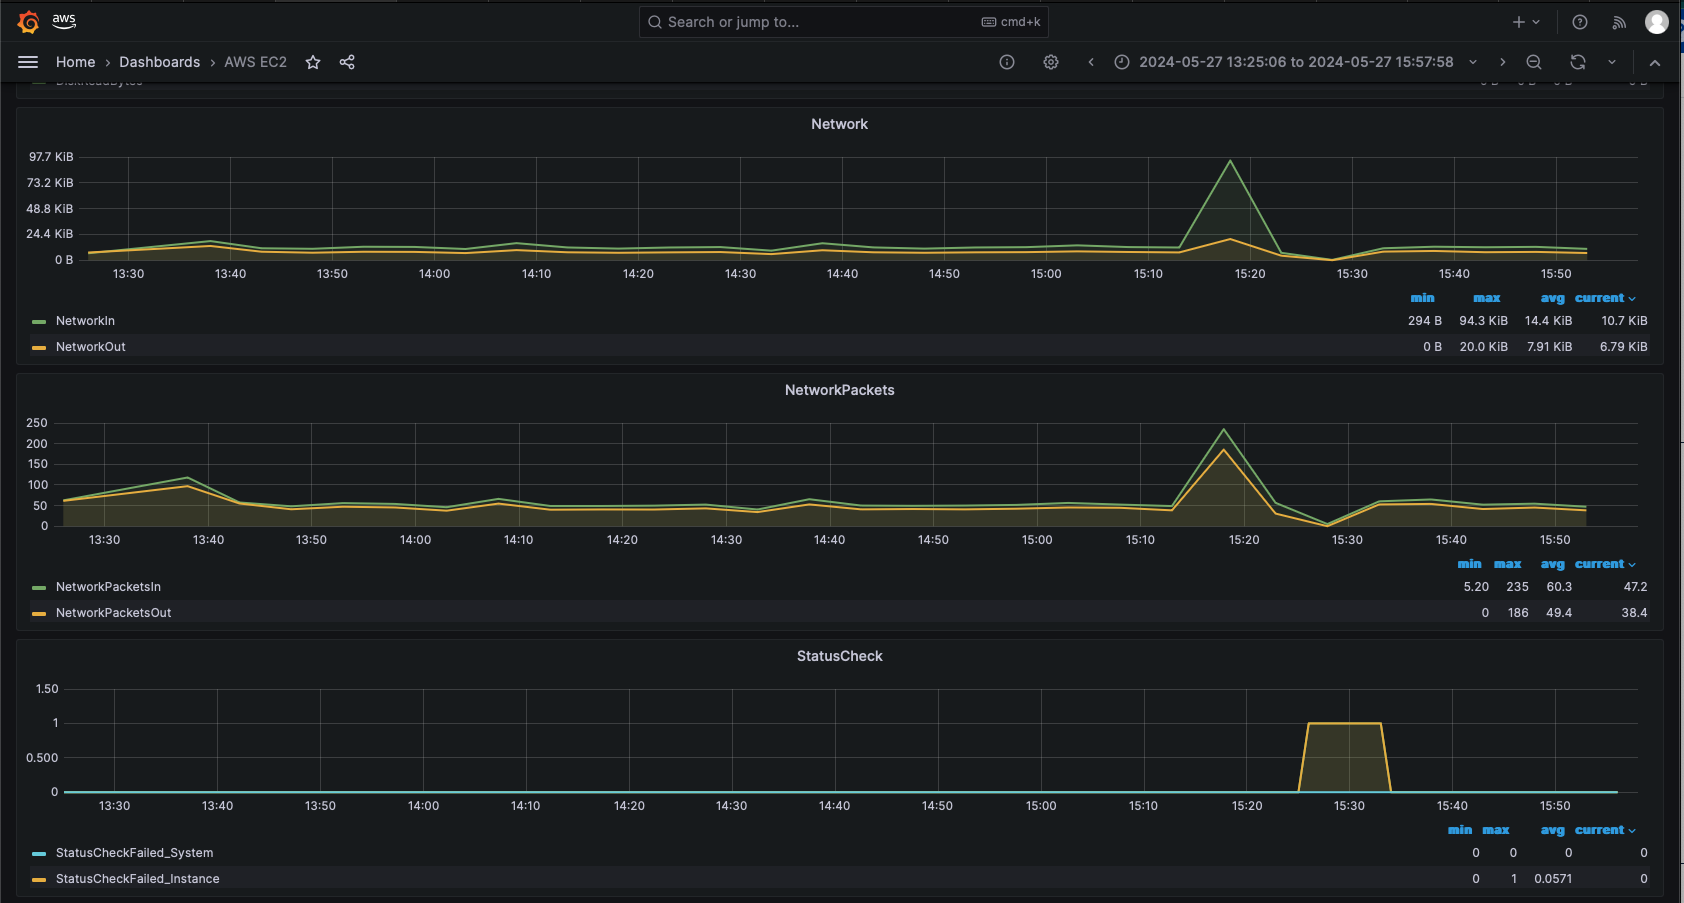 aws
Search or jump to...
cmd+k
Home › Dashboards › AWS EC2
2024-05-27 13:25:06 to 2024-05-27 15:57:58
DiskReadBytes 0 B 0 B 0 B 0 B
Network
97.7 KiB
73.2 KiB
48.8 KiB
24.4 KiB
0 B
13:30 13:40 13:50 14:00 14:10 14:20 14:30 14:40 14:50 15:00 15:10 15:20 15:30 15:40 15:50
min max avg current
NetworkIn 294 B 94.3 KiB 14.4 KiB 10.7 KiB
NetworkOut 0 B 20.0 KiB 7.91 KiB 6.79 KiB
NetworkPackets
250
200
150
100
50
0
13:30 13:40 13:50 14:00 14:10 14:20 14:30 14:40 14:50 15:00 15:10 15:20 15:30 15:40 15:50
min max avg current
NetworkPacketsIn 5.20 235 60.3 47.2
NetworkPacketsOut 0 186 49.4 38.4
StatusCheck
1.50
1
0.500
0
13:30 13:40 13:50 14:00 14:10 14:20 14:30 14:40 14:50 15:00 15:10 15:20 15:30 15:40 15:50
min max avg current
StatusCheckFailed_System 0 0 0 0
StatusCheckFailed_Instance 0 1 0.0571 0